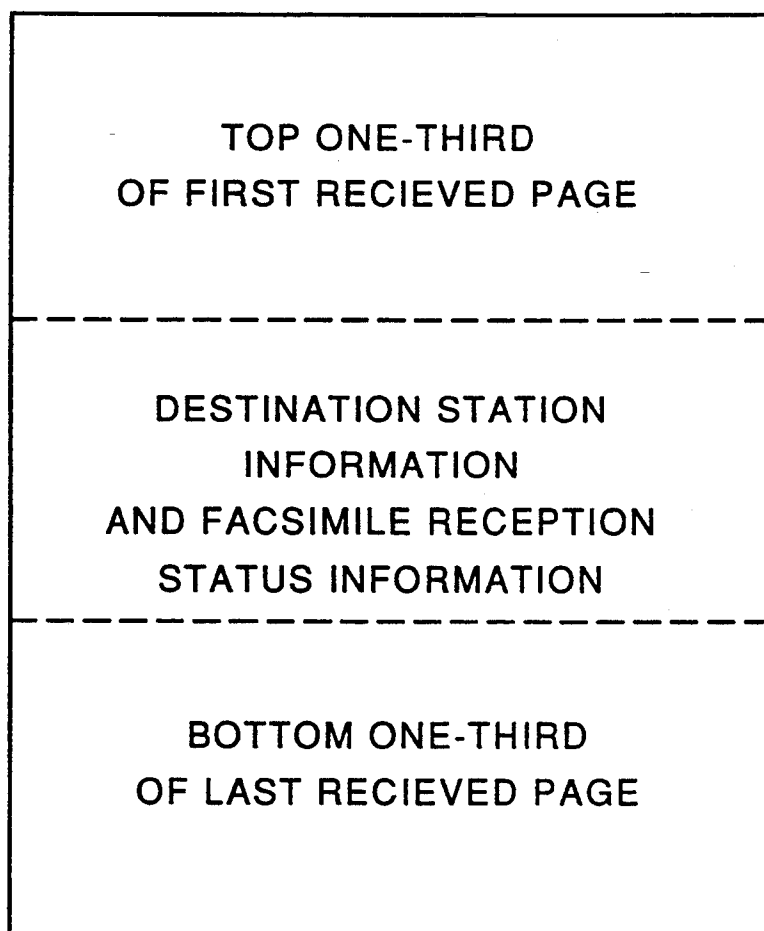 TOP ONE-THIRD
OF FIRST RECIEVED PAGE
DESTINATION STATION
INFORMATION
AND FACSIMILE RECEPTION
STATUS INFORMATION
BOTTOM ONE-THIRD
OF LAST RECIEVED PAGE